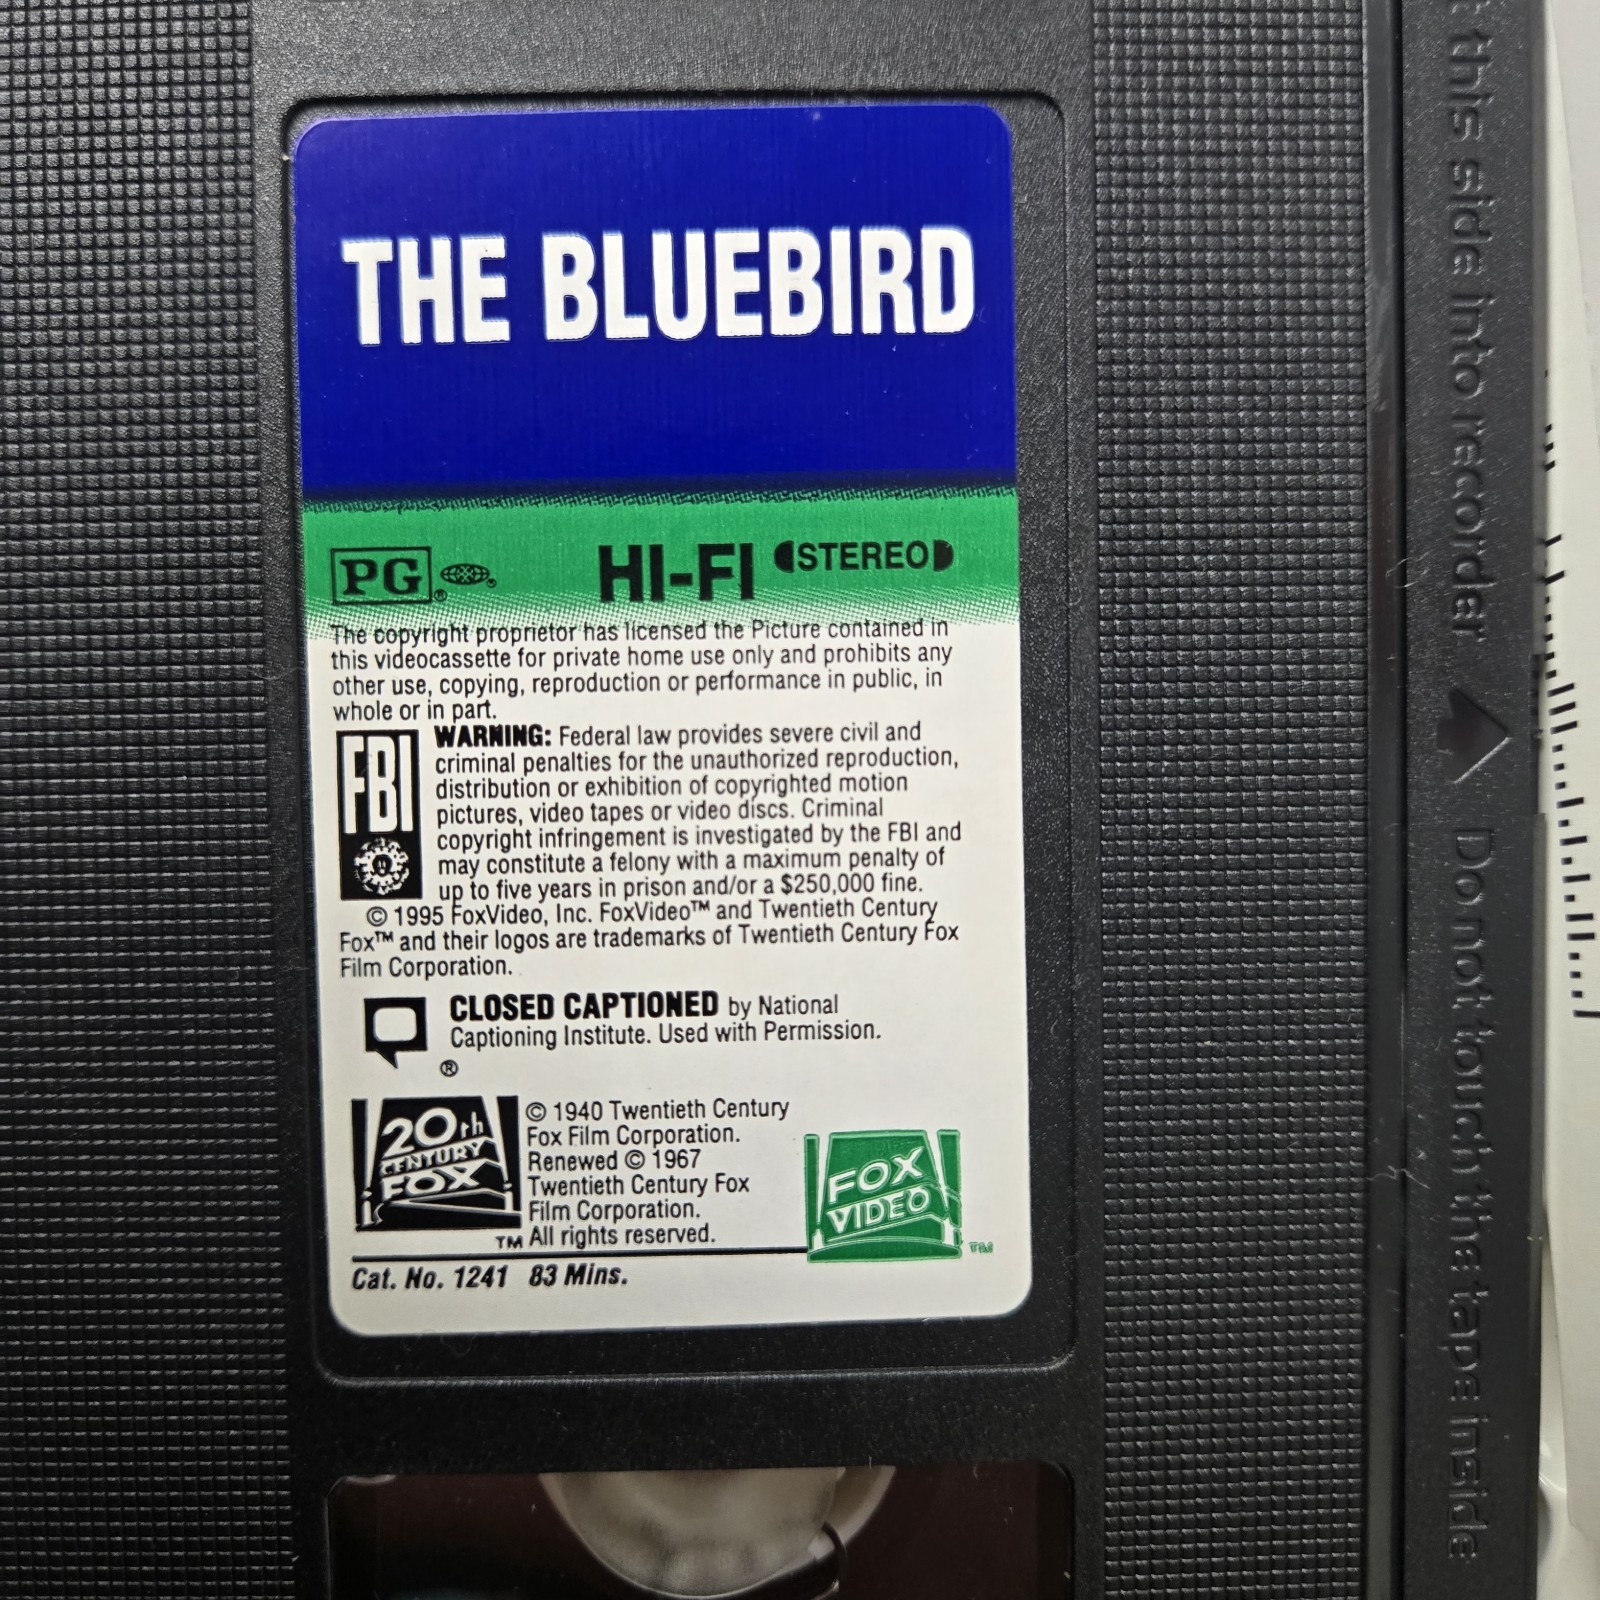 THE BLUEBIRD
PG ®
HI-FI STEREO
The copyright proprietor has licensed the Picture contained in
this videocassette for private home use only and prohibits any
other use, copying, reproduction or performance in public, in
whole or in part.
FBI
WARNING: Federal law provides severe civil and
criminal penalties for the unauthorized reproduction,
distribution or exhibition of copyrighted motion
pictures, video tapes or video discs. Criminal
copyright infringement is investigated by the FBI and
may constitute a felony with a maximum penalty of
up to five years in prison and/or a $250,000 fine.
© 1995 FoxVideo, Inc. FoxVideo™ and Twentieth Century
Fox™ and their logos are trademarks of Twentieth Century Fox
Film Corporation.
CLOSED CAPTIONED by National
Captioning Institute. Used with Permission.
®
20th
CENTURY
FOX
TM
© 1940 Twentieth Century
Fox Film Corporation.
Renewed © 1967
Twentieth Century Fox
Film Corporation.
All rights reserved.
FOX
VIDEO
TM
Cat. No. 1241 83 Mins.
this side into recorder Do not touch the tape inside